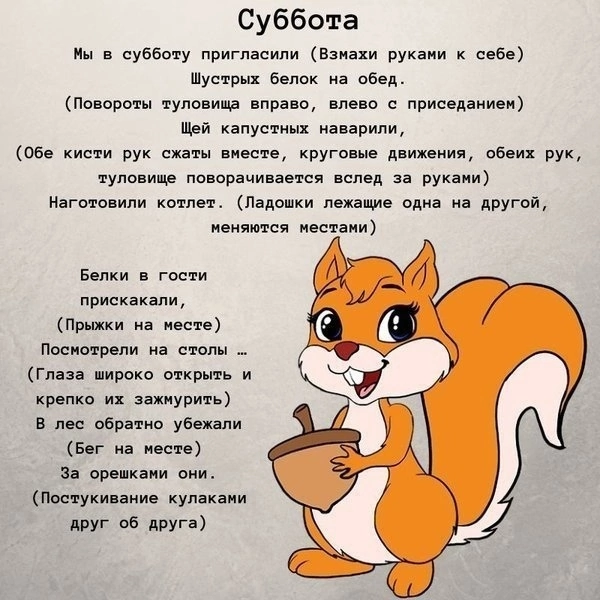 Суббота
Мы в субботу пригласили (Взмахи руками к себе)
Шустрых белок на обед.
(Повороты туловища вправо, влево с приседанием)
Щей капустных наварили,
(Обе кисти рук сжаты вместе, круговые движения, обеих рук,
туловище поворачивается вслед за руками)
Наготовили котлет. (Ладошки лежащие одна на другой,
меняются местами)
Белки в гости
прискакали,
(Прыжки на месте)
Посмотрели на столы …
(Глаза широко открыть и
крепко их зажмурить)
В лес обратно убежали
(Бег на месте)
За орешками они.
(Постукивание кулаками
друг об друга)